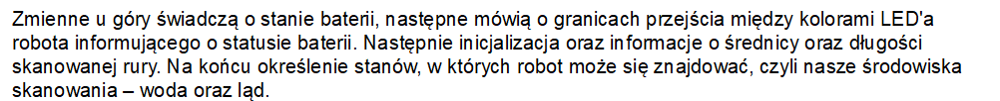 Zmienne u góry świadczą o stanie baterii, następne mówią o granicach przejścia między kolorami LED'a
robota informującego o statusie baterii. Następnie inicjalizacja oraz informacje o średnicy oraz długości
skanowanej rury. Na końcu określenie stanów, w których robot może się znajdować, czyli nasze środowiska
skanowania – woda oraz ląd.